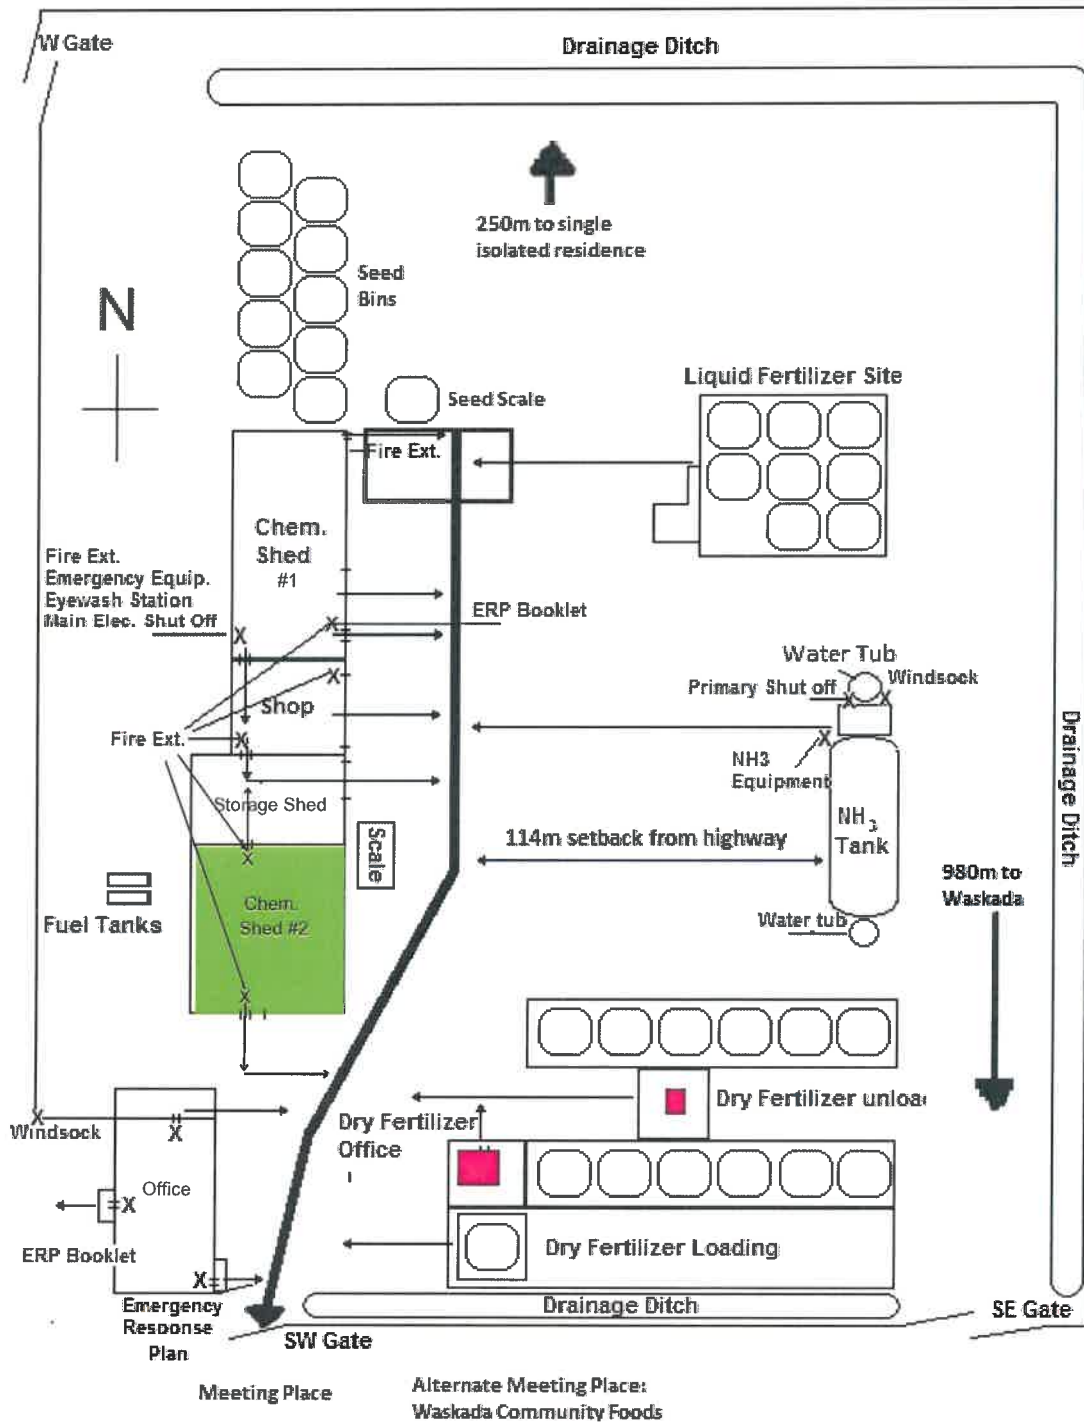 W Gate
Drainage Ditch
250m to single
isolated residence
Seed
Bins
N
Liquid Fertilizer Site
Seed Scale
Fire Ext.
Chem.
Shed
#1
Fire Ext.
Emergency Equip.
Eyewash Station
Main Elec. Shut Off
X
X
ERP Booklet
Water Tub
Windsock
Primary Shut off
X
X
X
Shop
Fire Ext.
X
X
NH3
Equipment
Drainage Ditch
Storage Shed
NH3
Tank
Scale
114m setback from highway
X
980m to
Waskada
Chem.
Shed #2
Fuel Tanks
Water tub
X
Dry Fertilizer unloa
Dry Fertilizer
Office
X
Windsock
X
Office
X
ERP Booklet
Dry Fertilizer Loading
X
Emergency
Response
Plan
Drainage Ditch
SE Gate
SW Gate
Meeting Place
Alternate Meeting Place:
Waskada Community Foods